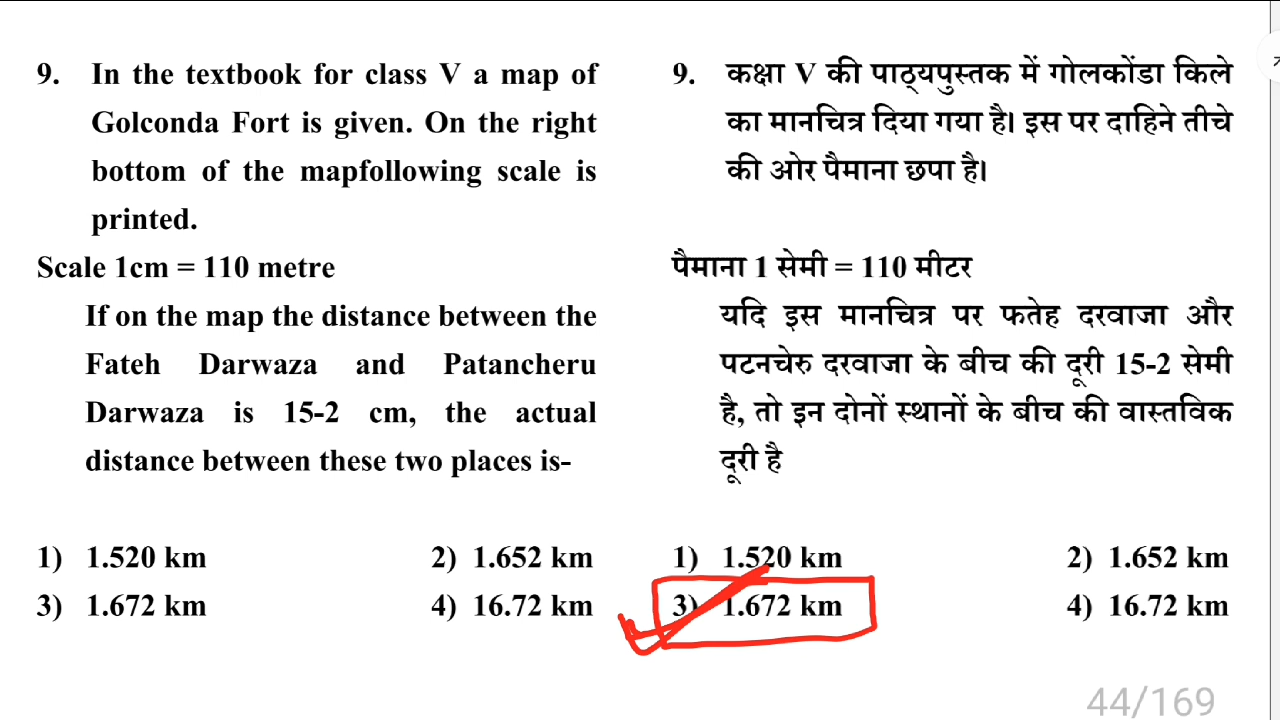 9. In the textbook for class V a map of
Golconda Fort is given. On the right
bottom of the mapfollowing scale is
printed.
Scale 1cm = 110 metre
If on the map the distance between the
Fateh Darwaza and Patancheru
Darwaza is 15-2 cm, the actual
distance between these two places is-
1) 1.520 km 2) 1.652 km
3) 1.672 km 4) 16.72 km
9. कक्षा V की पाठ्यपुस्तक में गोलकोंडा किले
का मानचित्र दिया गया है। इस पर दाहिने तीचे
की ओर पैमाना छपा है।
पैमाना 1 सेमी = 110 मीटर
यदि इस मानचित्र पर फतेह दरवाजा और
पटनचेरु दरवाजा के बीच की दूरी 15-2 सेमी
है, तो इन दोनों स्थानों के बीच की वास्तविक
दूरी है
1) 1.520 km 2) 1.652 km
3) 1.672 km 4) 16.72 km
44/169